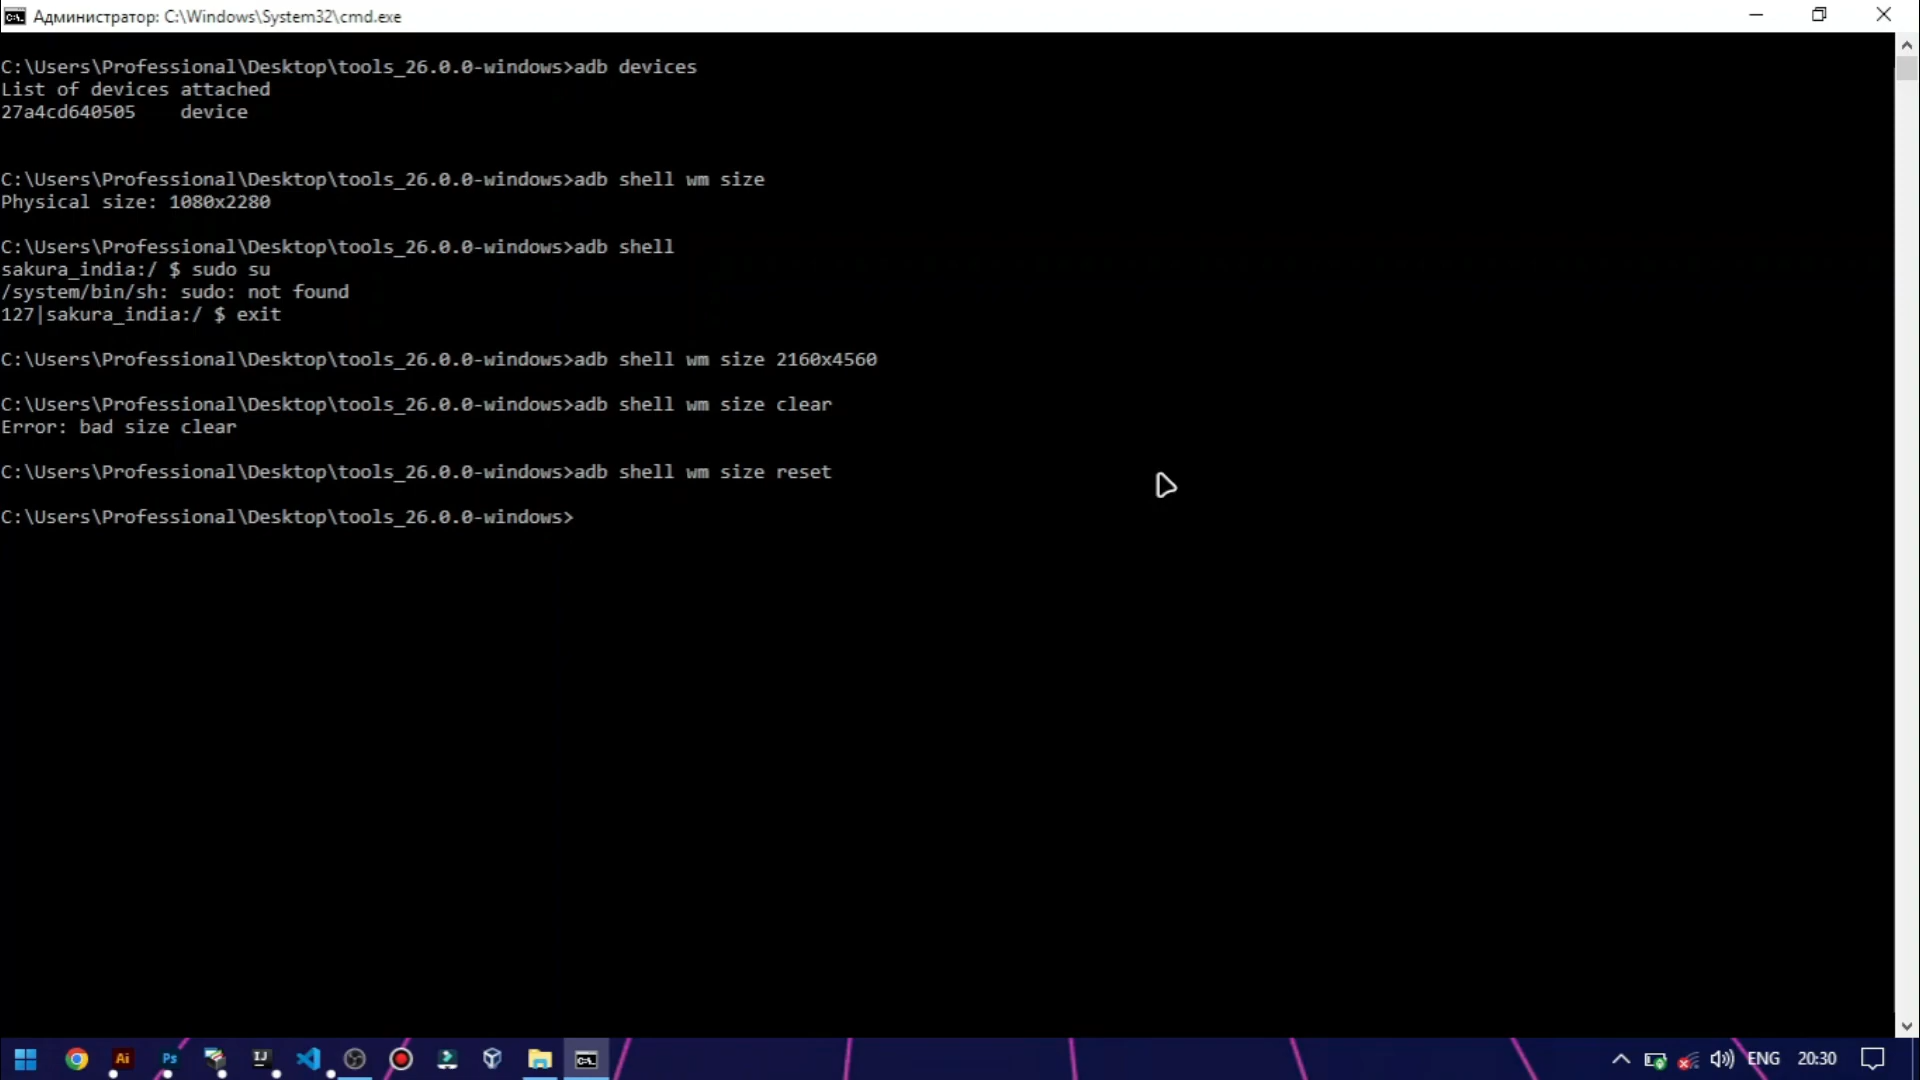 Администратор: C:\Windows\System32\cmd.exe
C:\Users\Professional\Desktop\tools_26.0.0-windows>adb devices
List of devices attached
27a4cd640505    device
C:\Users\Professional\Desktop\tools_26.0.0-windows>adb shell wm size
Physical size: 1080x2280
C:\Users\Professional\Desktop\tools_26.0.0-windows>adb shell
sakura_india:/ $ sudo su
/system/bin/sh: sudo: not found
127|sakura_india:/ $ exit
C:\Users\Professional\Desktop\tools_26.0.0-windows>adb shell wm size 2160x4560
C:\Users\Professional\Desktop\tools_26.0.0-windows>adb shell wm size clear
Error: bad size clear
C:\Users\Professional\Desktop\tools_26.0.0-windows>adb shell wm size reset
C:\Users\Professional\Desktop\tools_26.0.0-windows>
Ai Ps IJ C:\. ENG 20:30